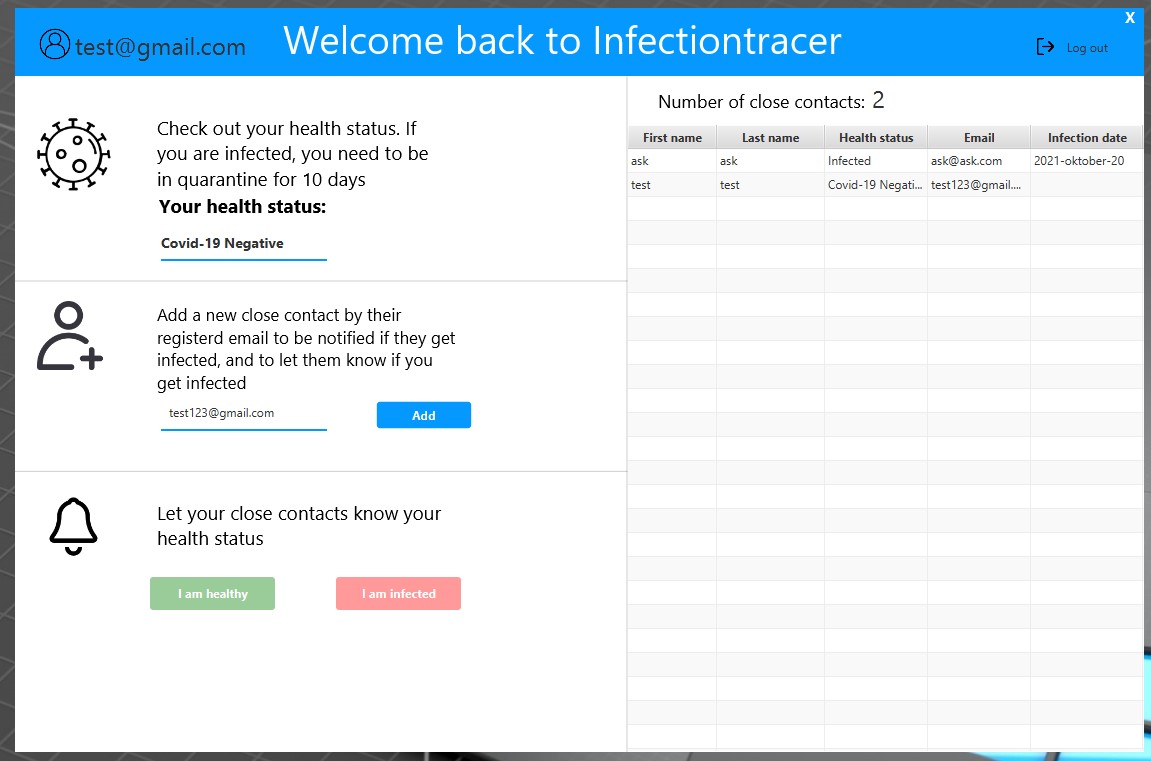 test@gmail.com
Welcome back to Infectiontracer
X
Log out
Check out your health status. If
you are infected, you need to be
in quarantine for 10 days
Your health status:
Covid-19 Negative
Add a new close contact by their
registerd email to be notified if they get
infected, and to let them know if you
get infected
test123@gmail.com
Add
Let your close contacts know your
health status
I am healthy
I am infected
Number of close contacts: 2
First name Last name Health status Email Infection date
ask ask Infected ask@ask.com 2021-oktober-20
test test Covid-19 Negati... test123@gmail....